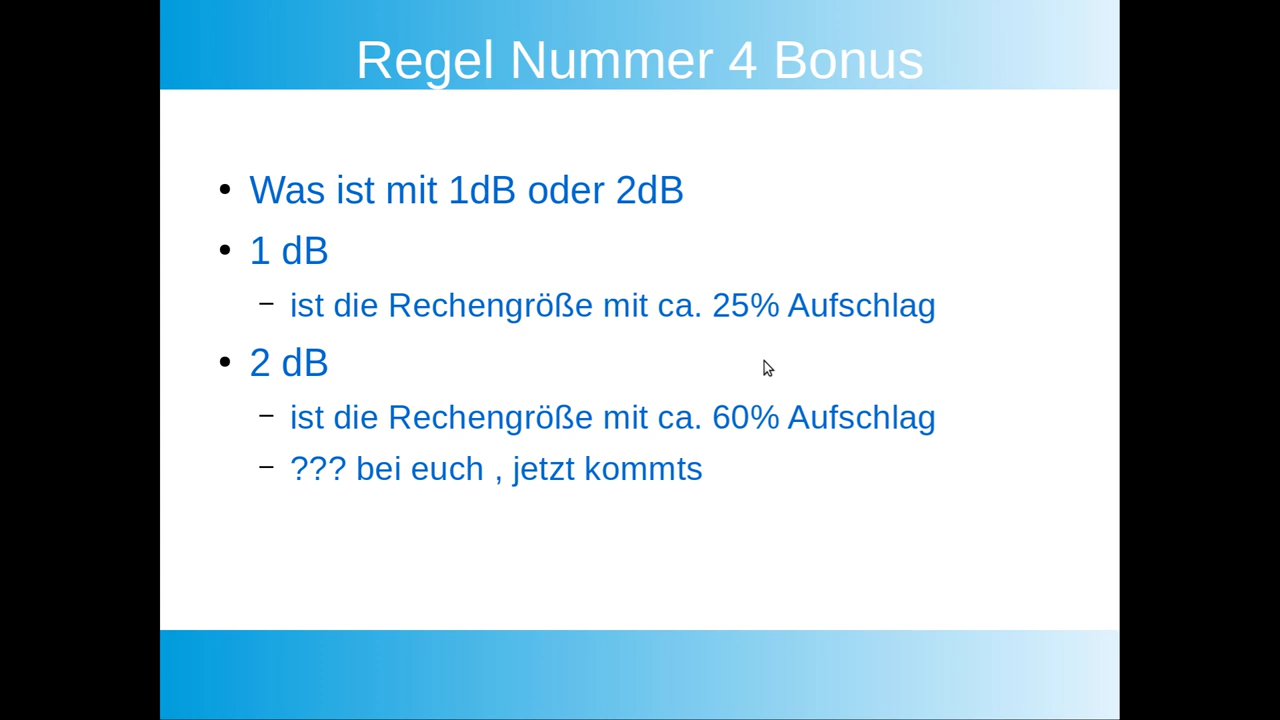 Regel Nummer 4 Bonus
• Was ist mit 1dB oder 2dB
• 1 dB
– ist die Rechengröße mit ca. 25% Aufschlag
• 2 dB
– ist die Rechengröße mit ca. 60% Aufschlag
– ??? bei euch , jetzt kommts